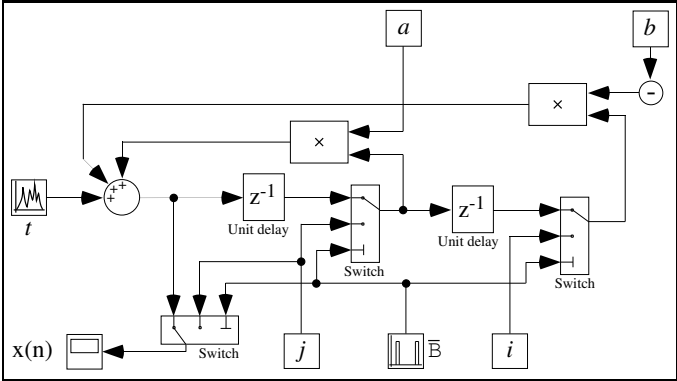 a
b
-
×
×
+
+
+
t
z-1
Unit delay
Switch
z-1
Unit delay
Switch
x(n)
Switch
j
B̅
i